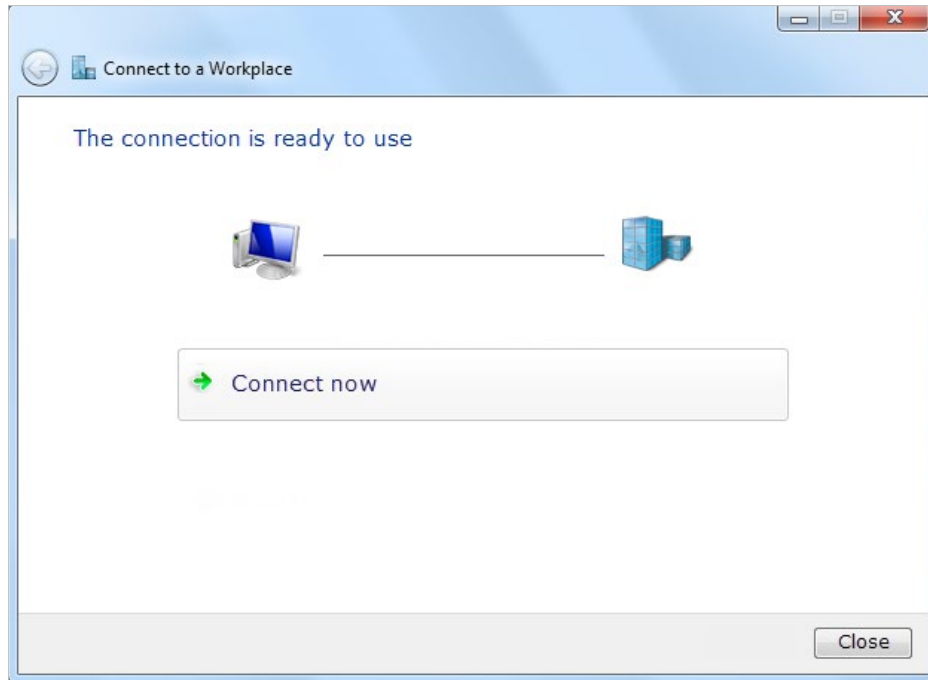 Connect to a Workplace
The connection is ready to use
Connect now
Close